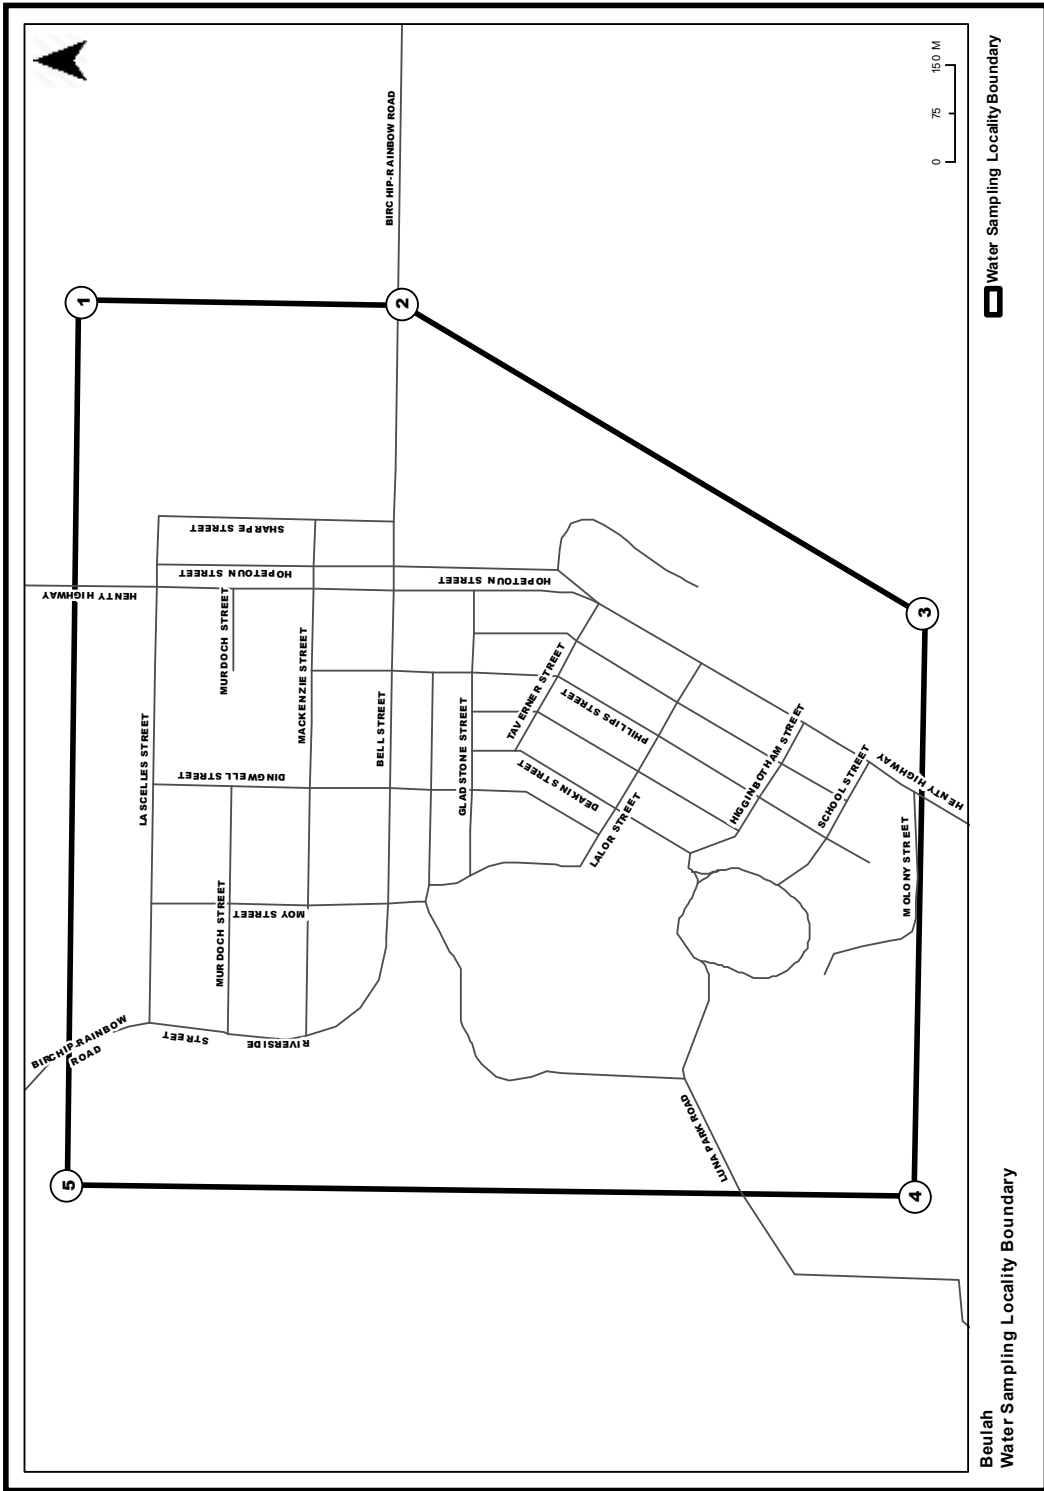 BIRCHIP-RAINBOW
ROAD
HENTY HIGHWAY
1
2
3
4
5
BIRCHIP-RAINBOW ROAD
LASCELLES STREET
SHARPE STREET
HOPETOUN STREET
HOPETOUN STREET
MURDOCH STREET
MACKENZIE STREET
DINGWELL STREET
BELL STREET
GLADSTONE STREET
MURDOCH STREET
MOY STREET
RIVERSIDE
STREET
TAVERNER STREET
PHILLIPS STREET
DEAKIN STREET
LALOR STREET
HIGGINBOTHAM STREET
SCHOOL STREET
HENTY HIGHWAY
MOLONY STREET
LUNA PARK ROAD
0 75 150 M
Water Sampling Locality Boundary
Beulah
Water Sampling Locality Boundary